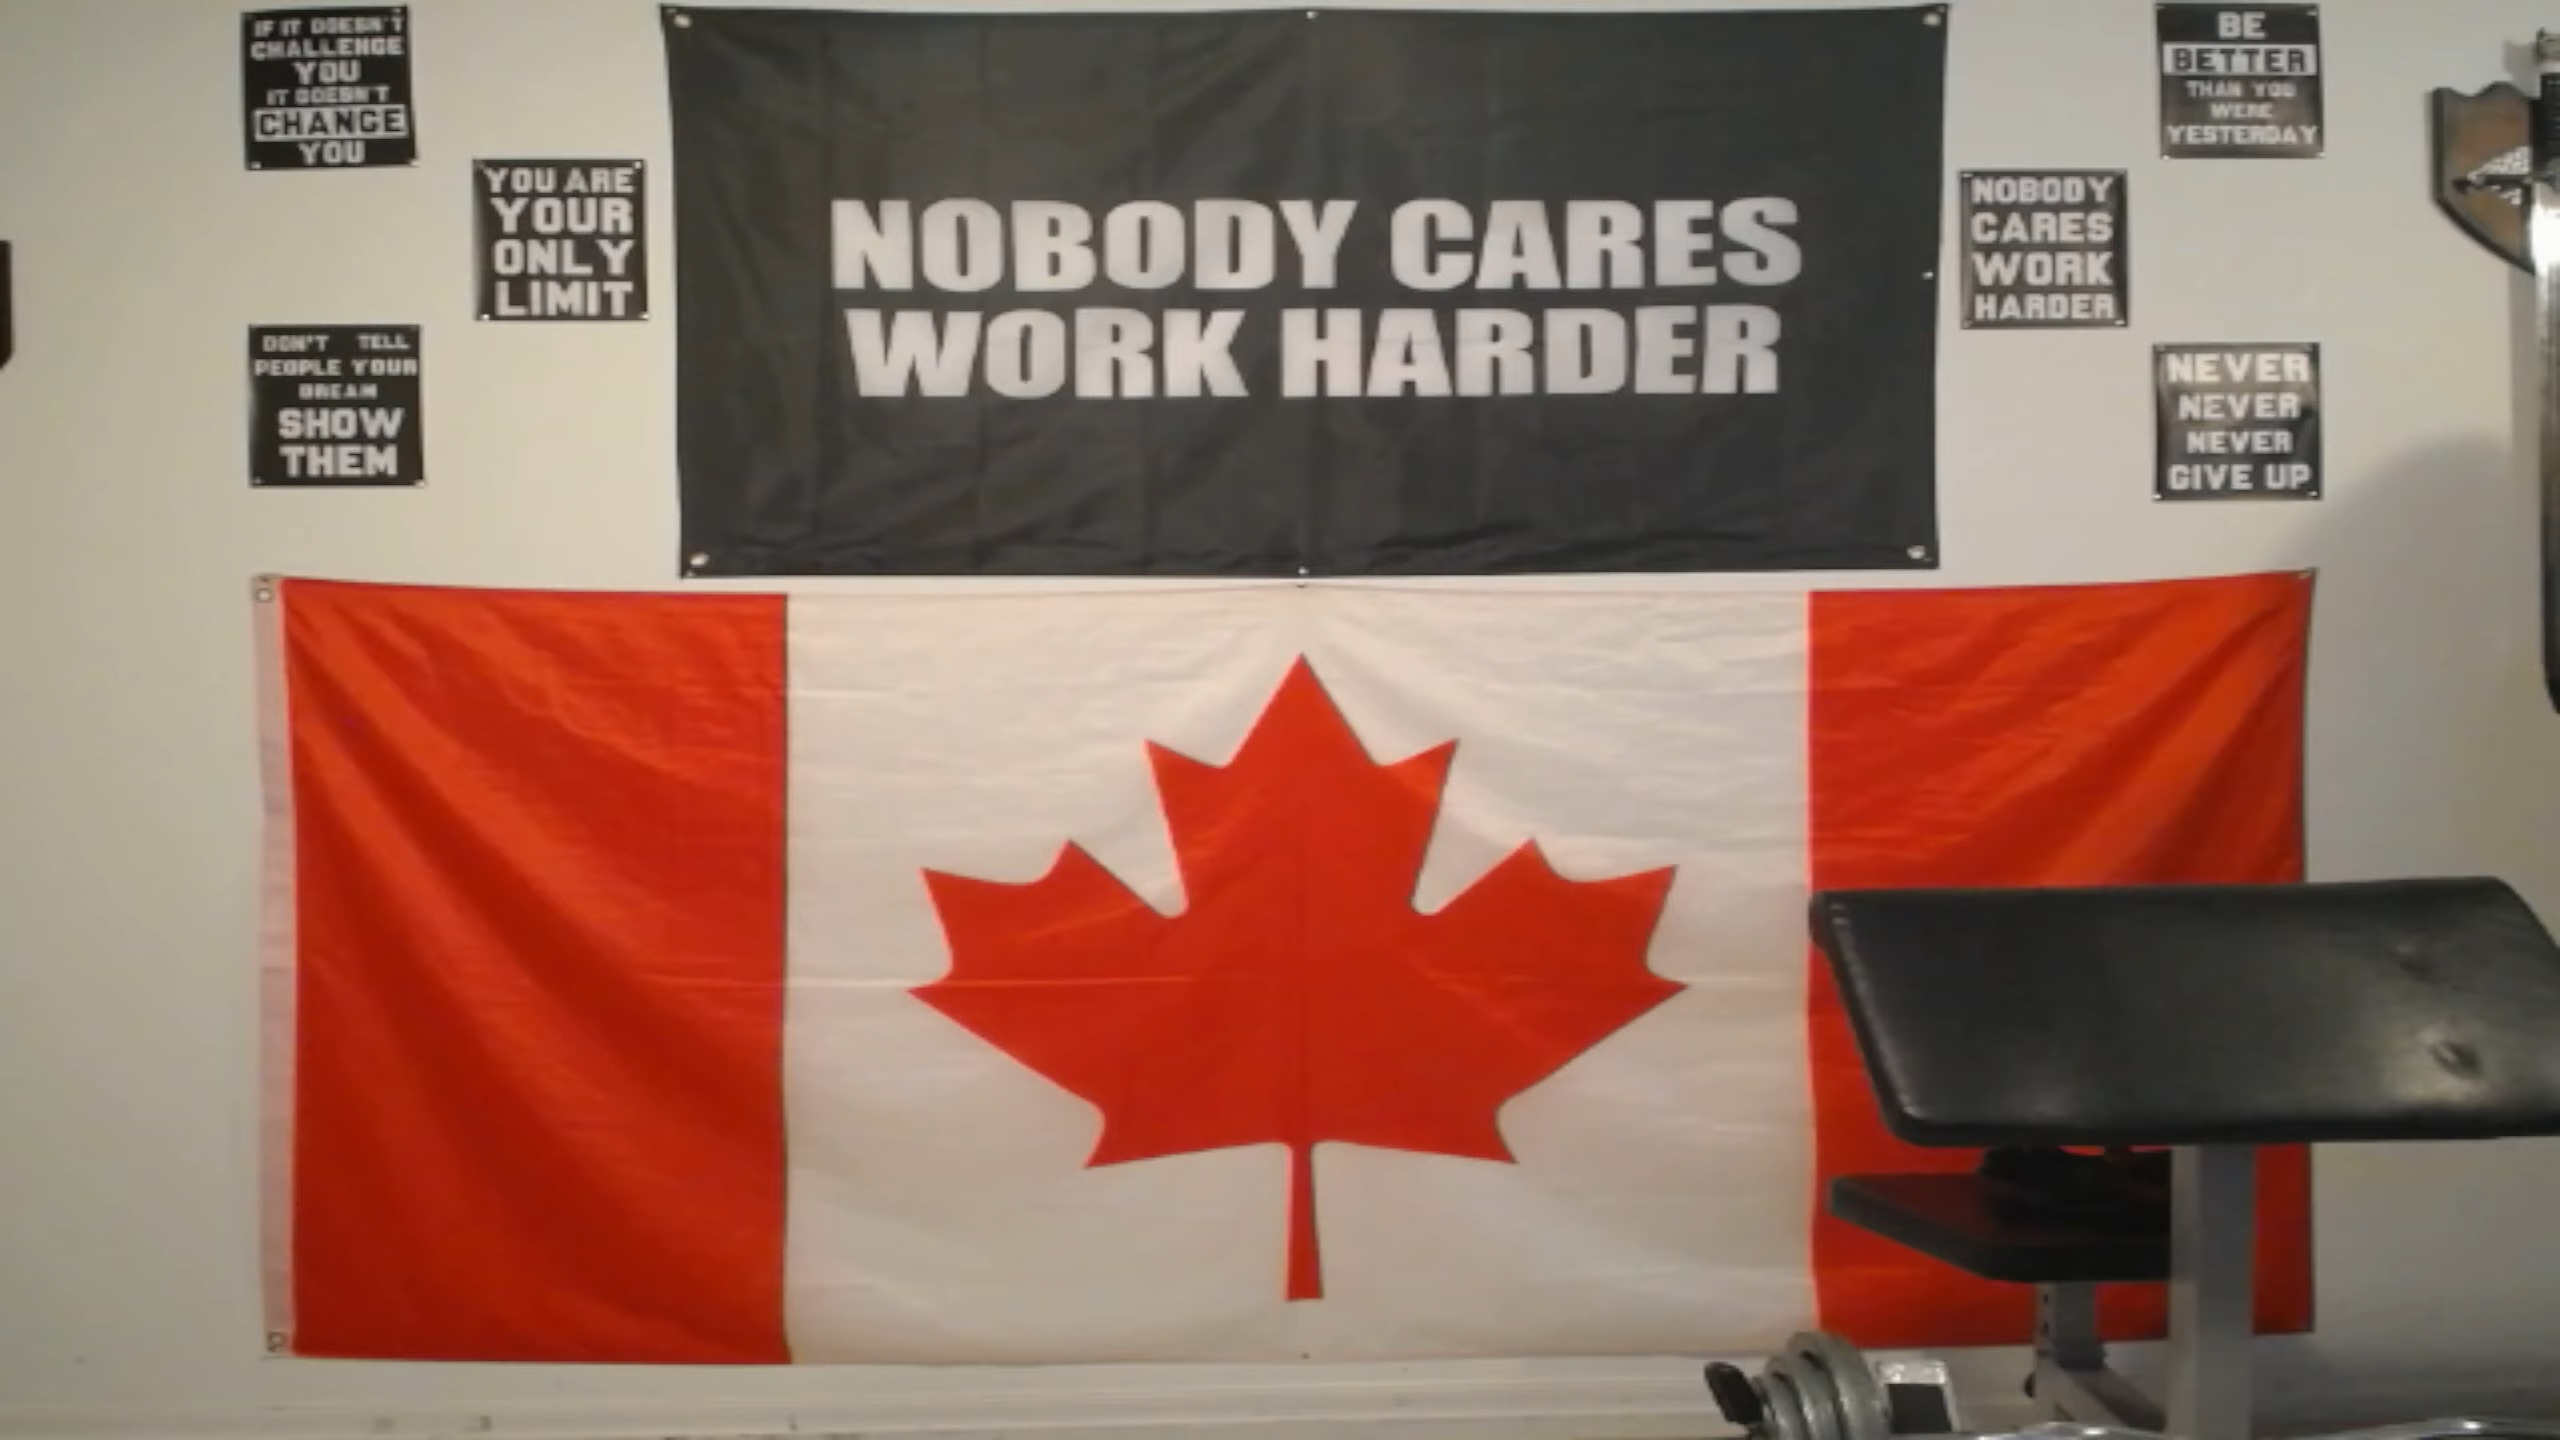 IF IT DOESN'T
CHALLENGE
YOU
IT DOESN'T
CHANGE
YOU
YOU ARE
YOUR
ONLY
LIMIT
DON'T TELL
PEOPLE YOUR
DREAM
SHOW
THEM
NOBODY CARES
WORK HARDER
BE
BETTER
THAN YOU
WERE
YESTERDAY
NOBODY
CARES
WORK
HARDER
NEVER
NEVER
NEVER
GIVE UP